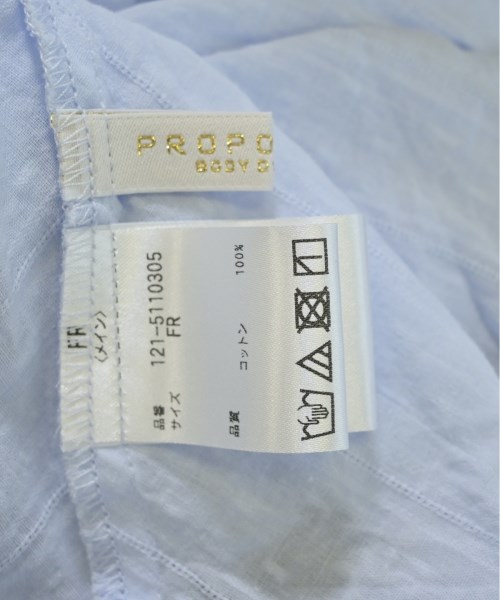 PROPO
BODY
FR
〈メイン〉
品番 121-5110305
サイズ FR
品質 コットン 100%